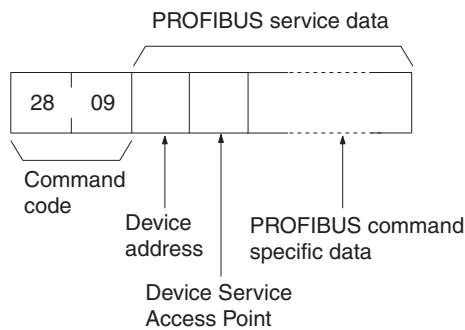 PROFIBUS service data
28 09
Command
code
Device
address
PROFIBUS command
specific data
Device Service
Access Point